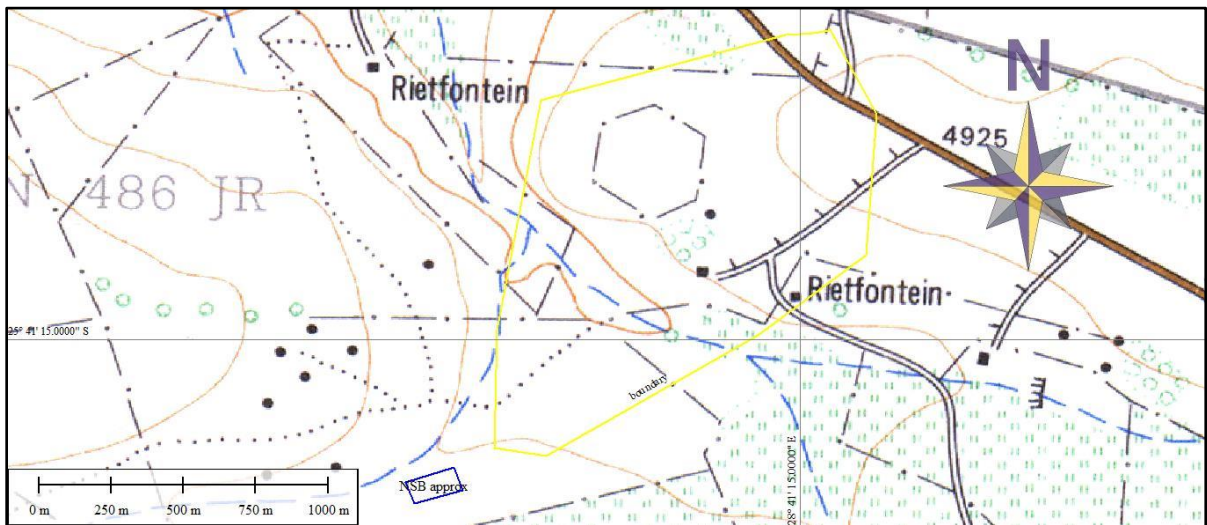 N
Rietfontein
4925
N 486 JR
Rietfontein
25° 41' 15.0000" S
boundary
28° 41' 15.0000" E
NSB approx
0 m 250 m 500 m 750 m 1000 m